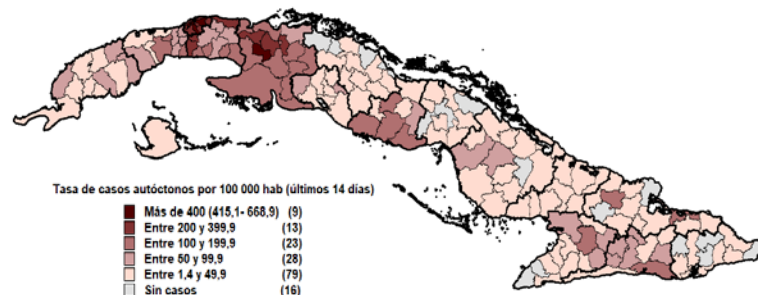 Tasa de casos autóctonos por 100 000 hab (últimos 14 días)
Más de 400 (415,1- 668,9) (9)
Entre 200 y 399,9 (13)
Entre 100 y 199,9 (23)
Entre 50 y 99,9 (28)
Entre 1,4 y 49,9 (79)
Sin casos (16)